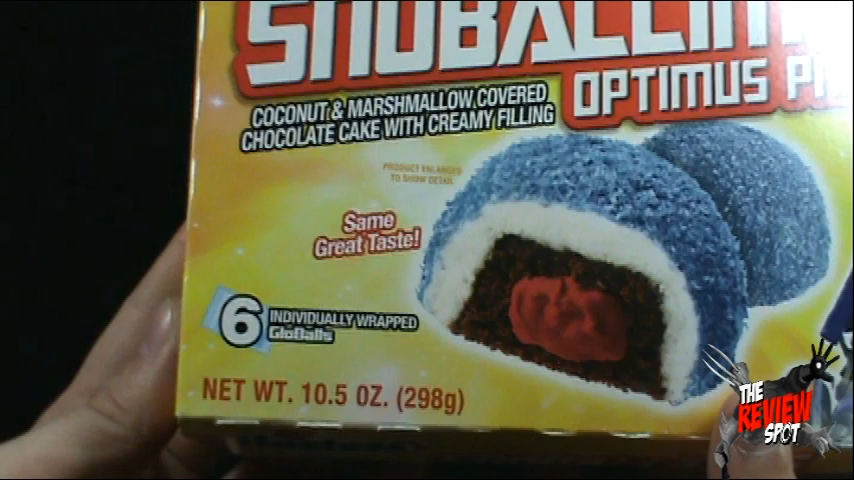 SNOBALLIN
OPTIMUS P
COCONUT & MARSHMALLOW COVERED
CHOCOLATE CAKE WITH CREAMY FILLING
PRODUCT ENLARGED
TO SHOW DETAIL
Same
Great Taste!
6 INDIVIDUALLY WRAPPED
GloBalls
NET WT. 10.5 OZ. (298g)
THE
REVIEW
SPOT